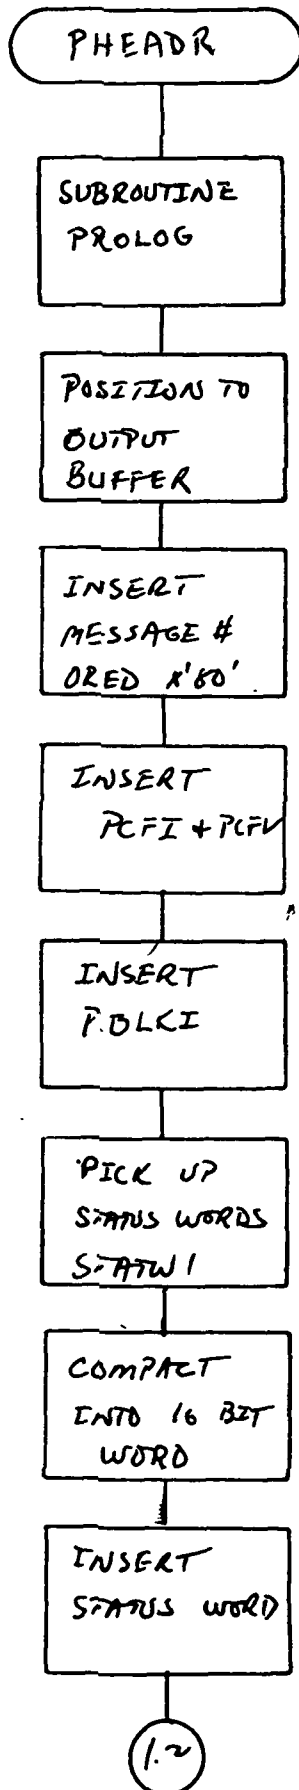 PHEADR
SUBROUTINE
PROLOG
POSITION TO
OUTPUT
BUFFER
INSERT
MESSAGE #
ORED X'80'
INSERT
PCFI + PCFV
INSERT
P.BLKI
PICK UP
STATUS WORDS
STATW1
COMPACT
INTO 16 BIT
WORD
INSERT
STATUS WORD
1.2